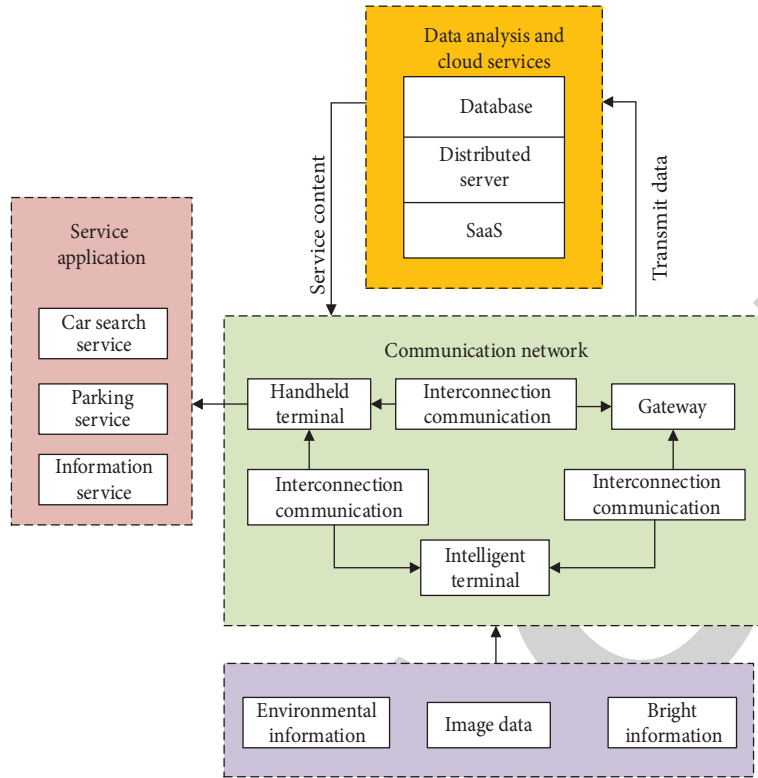 Data analysis and
cloud services
Database
Distributed
server
SaaS
Service content
Transmit data
Service
application
Car search
service
Parking
service
Information
service
Communication network
Handheld
terminal
Interconnection
communication
Gateway
Interconnection
communication
Interconnection
communication
Intelligent
terminal
Environmental
information
Image data
Bright
information